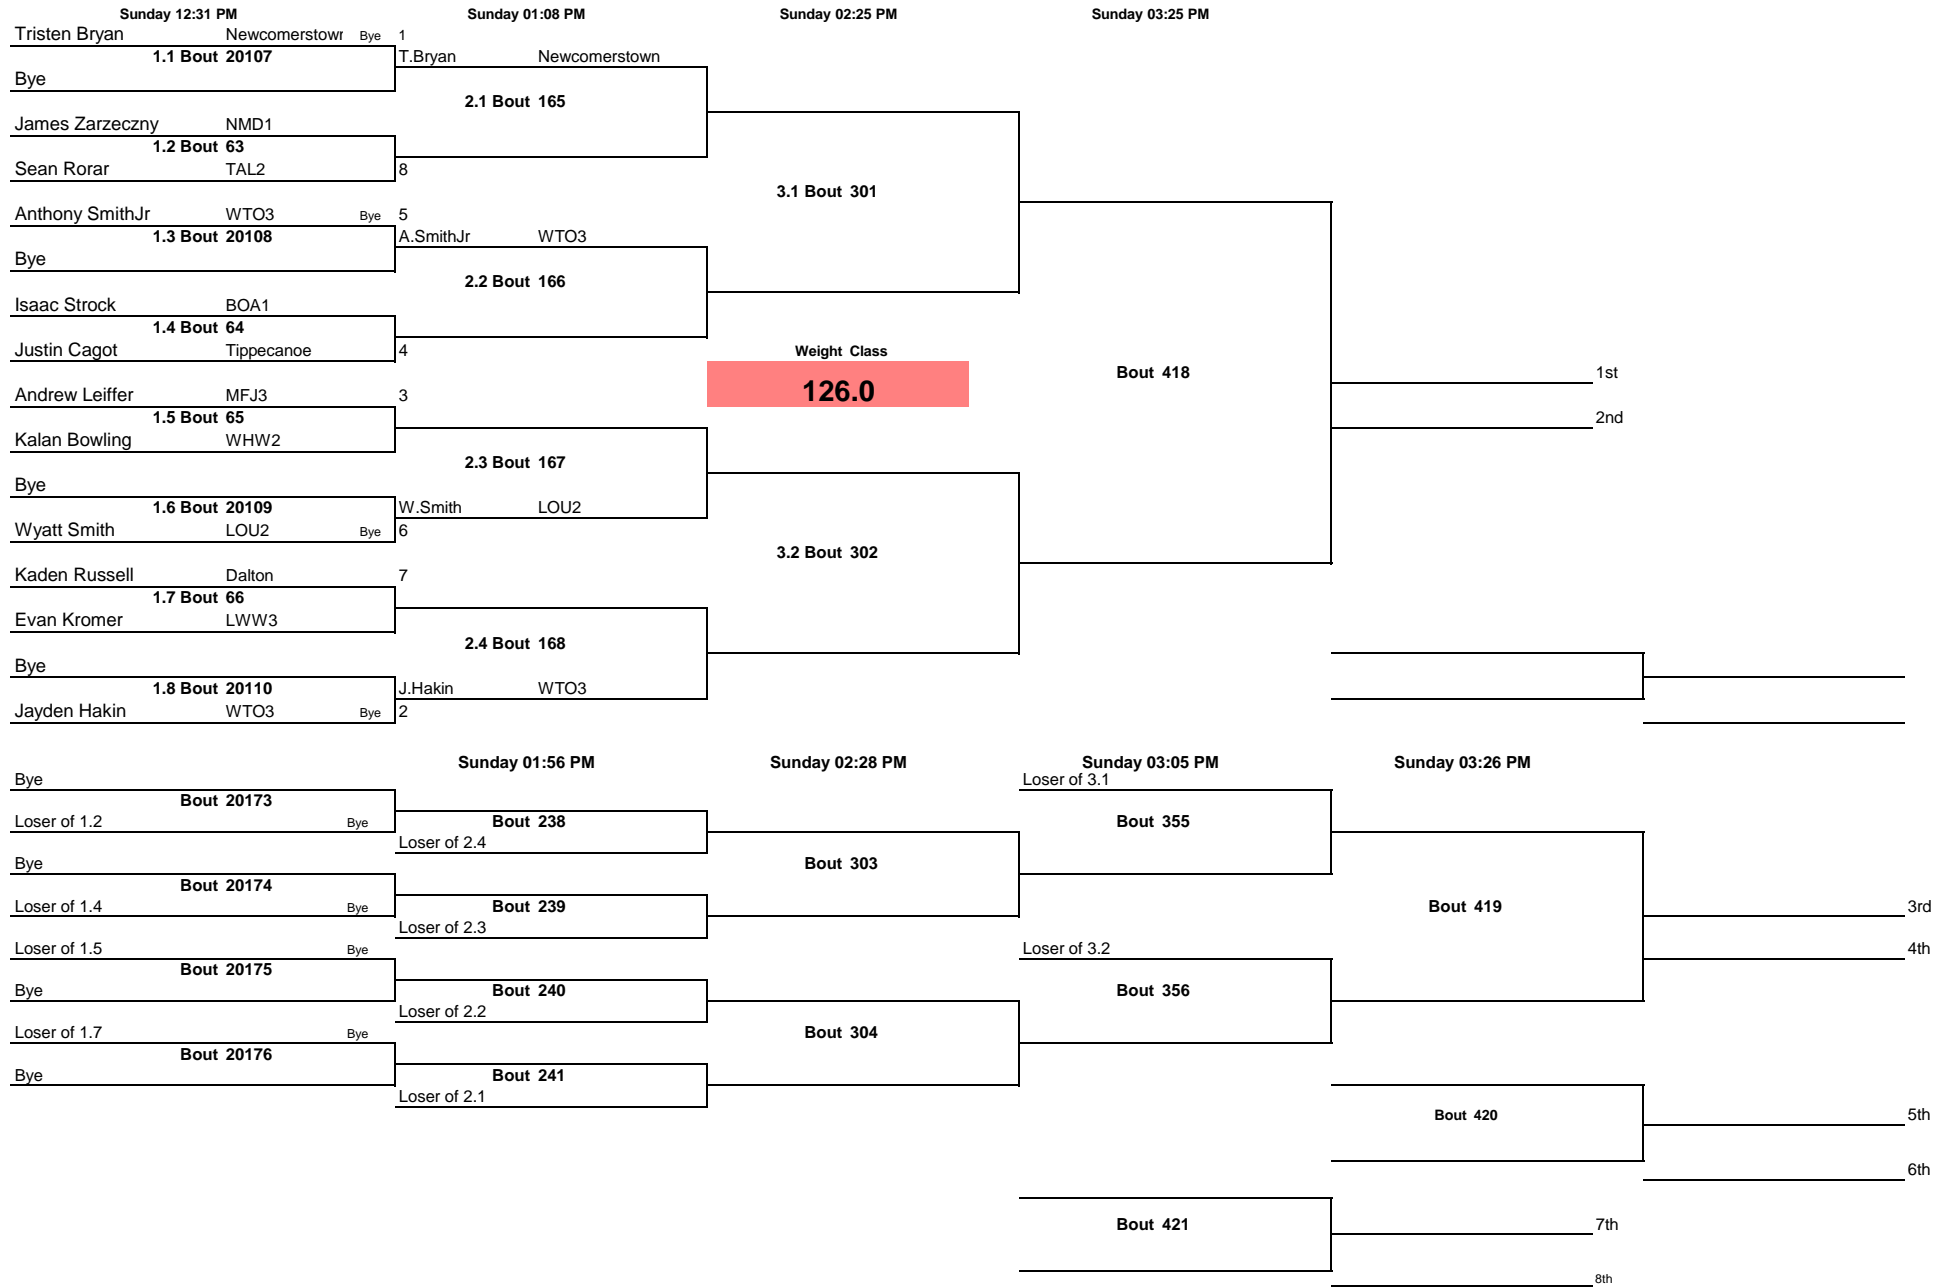 Sunday 12:31 PM Sunday 01:08 PM Sunday 02:25 PM Sunday 03:25 PM
Tristen Bryan Newcomerstowr Bye 1
1.1 Bout 20107 T.Bryan Newcomerstown
Bye
2.1 Bout 165
James Zarzeczny NMD1
1.2 Bout 63
Sean Rorar TAL2 8
3.1 Bout 301
Anthony SmithJr WTO3 Bye 5
1.3 Bout 20108 A.SmithJr WTO3
Bye
2.2 Bout 166
Isaac Strock BOA1
1.4 Bout 64
Justin Cagot Tippecanoe 4 Weight Class
Bout 418 1st
Andrew Leiffer MFJ3 3 126.0
1.5 Bout 65 2nd
Kalan Bowling WHW2
2.3 Bout 167
Bye
1.6 Bout 20109 W.Smith LOU2
Wyatt Smith LOU2 Bye 6
3.2 Bout 302
Kaden Russell Dalton 7
1.7 Bout 66
Evan Kromer LWW3
2.4 Bout 168
Bye
1.8 Bout 20110 J.Hakin WTO3
Jayden Hakin WTO3 Bye 2
Sunday 01:56 PM Sunday 02:28 PM Sunday 03:05 PM Sunday 03:26 PM
Bye Loser of 3.1
Bout 20173
Loser of 1.2 Bye Bout 238 Bout 355
Loser of 2.4
Bye Bout 303
Bout 20174
Loser of 1.4 Bye Bout 239 Bout 419 3rd
Loser of 2.3
Loser of 1.5 Bye Loser of 3.2 4th
Bout 20175
Bye Bout 240 Bout 356
Loser of 2.2
Loser of 1.7 Bye Bout 304
Bout 20176
Bye Bout 241
Loser of 2.1
Bout 420 5th
6th
Bout 421 7th
8th